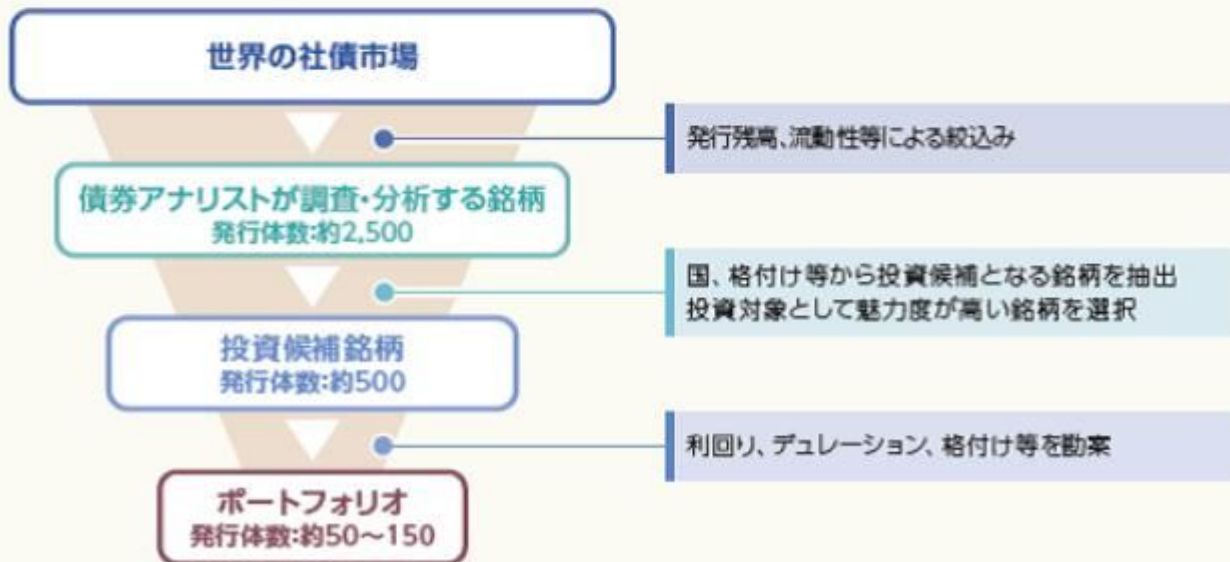 世界の社債市場
発行残高、流動性等による絞込み
債券アナリストが調査・分析する銘柄
発行体数:約2,500
国、格付け等から投資候補となる銘柄を抽出
投資対象として魅力度が高い銘柄を選択
投資候補銘柄
発行体数:約500
利回り、デュレーション、格付け等を勘案
ポートフォリオ
発行体数:約50～150